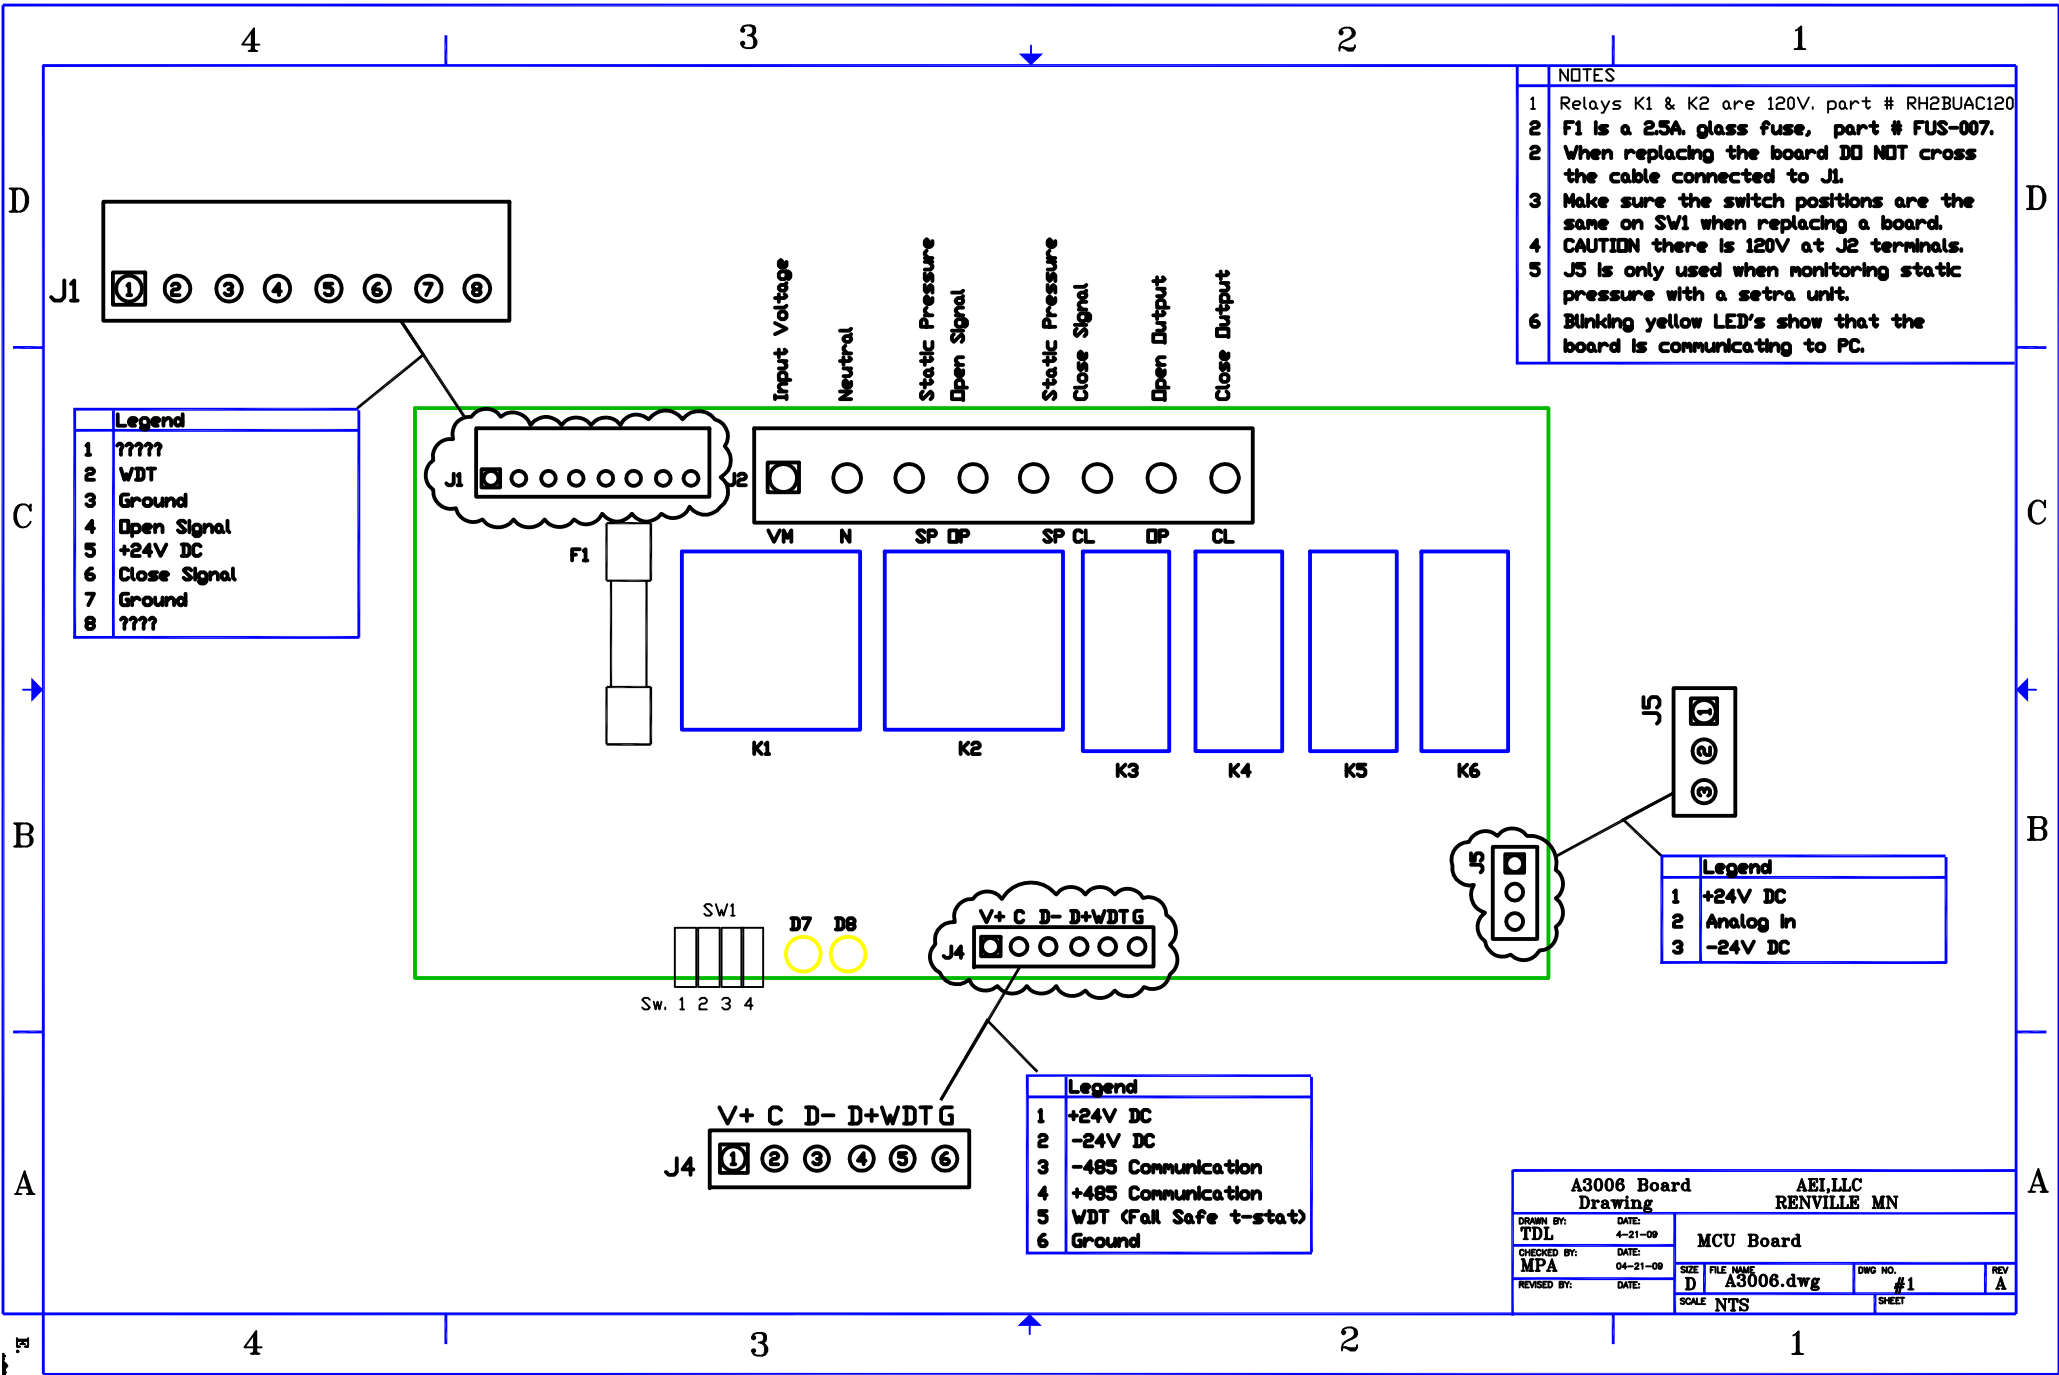 4 3 2 1
NOTES
1 Relays K1 & K2 are 120V. part # RH2BUAC120
2 F1 is a 2.5A. glass fuse, part # FUS-007.
2 When replacing the board DO NOT cross
the cable connected to J1.
3 Make sure the switch positions are the
same on SW1 when replacing a board.
4 CAUTION there is 120V at J2 terminals.
5 J5 is only used when monitoring static
pressure with a setra unit.
6 Blinking yellow LED's show that the
board is communicating to PC.
D D
J1 1 2 3 4 5 6 7 8
Input Voltage
Neutral
Static Pressure
Open Signal
Static Pressure
Close Signal
Open Output
Close Output
Legend
1 ?????
2 WDT
3 Ground
4 Open Signal
5 +24V DC
6 Close Signal
7 Ground
8 ????
C C
J1 J2
VM N SP OP SP CL OP CL
F1
K1 K2 K3 K4 K5 K6
J5
1
2
3
B B
J5
Legend
1 +24V DC
2 Analog in
3 -24V DC
SW1 D7 D8
V+ C D- D+WDTG
J4
Sw. 1 2 3 4
Legend
1 +24V DC
2 -24V DC
3 -485 Communication
4 +485 Communication
5 WDT (Fail Safe t-stat)
6 Ground
V+ C D- D+WDTG
J4 1 2 3 4 5 6
A A
A3006 Board
Drawing
AEI,LLC
RENVILLE MN
DRAWN BY: DATE:
TDL 4-21-09
MCU Board
CHECKED BY: DATE:
MPA 04-21-09
REVISED BY: DATE:
SIZE FILE NAME DWG NO. REV
D A3006.dwg #1 A
SCALE NTS SHEET
4 3 2 1
E.